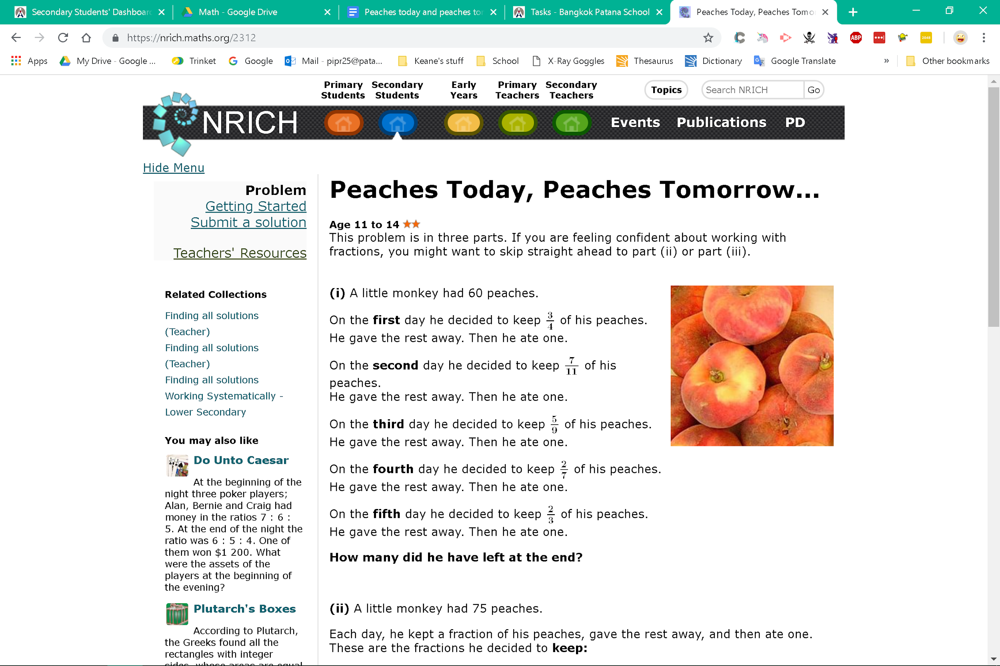 Secondary Students' Dashboar
Math - Google Drive
Peaches today and peaches to
Tasks - Bangkok Patana School
Peaches Today, Peaches Tomo
https://nrich.maths.org/2312
ABP
2048
Apps
My Drive - Google ...
Trinket
Google
Mail - pipr25@pata...
Keane's stuff
School
X-Ray Goggles
Thesaurus
Dictionary
Google Translate
»
Other bookmarks
Primary Students
Secondary Students
Early Years
Primary Teachers
Secondary Teachers
Topics
Search NRICH
Go
NRICH
Events
Publications
PD
Hide Menu
Problem
Getting Started
Submit a solution
Teachers' Resources
Related Collections
Finding all solutions
(Teacher)
Finding all solutions
(Teacher)
Finding all solutions
Working Systematically -
Lower Secondary
You may also like
Do Unto Caesar
At the beginning of the
night three poker players;
Alan, Bernie and Craig had
money in the ratios 7 : 6 :
5. At the end of the night the
ratio was 6 : 5 : 4. One of
them won $1 200. What
were the assets of the
players at the beginning of
the evening?
Plutarch's Boxes
According to Plutarch,
the Greeks found all the
rectangles with integer
sides, whose areas are equal
Peaches Today, Peaches Tomorrow...
Age 11 to 14
This problem is in three parts. If you are feeling confident about working with
fractions, you might want to skip straight ahead to part (ii) or part (iii).
(i) A little monkey had 60 peaches.
On the first day he decided to keep 3/4 of his peaches.
He gave the rest away. Then he ate one.
On the second day he decided to keep 7/11 of his
peaches.
He gave the rest away. Then he ate one.
On the third day he decided to keep 5/9 of his peaches.
He gave the rest away. Then he ate one.
On the fourth day he decided to keep 2/7 of his peaches.
He gave the rest away. Then he ate one.
On the fifth day he decided to keep 2/3 of his peaches.
He gave the rest away. Then he ate one.
How many did he have left at the end?
(ii) A little monkey had 75 peaches.
Each day, he kept a fraction of his peaches, gave the rest away, and then ate one.
These are the fractions he decided to keep: